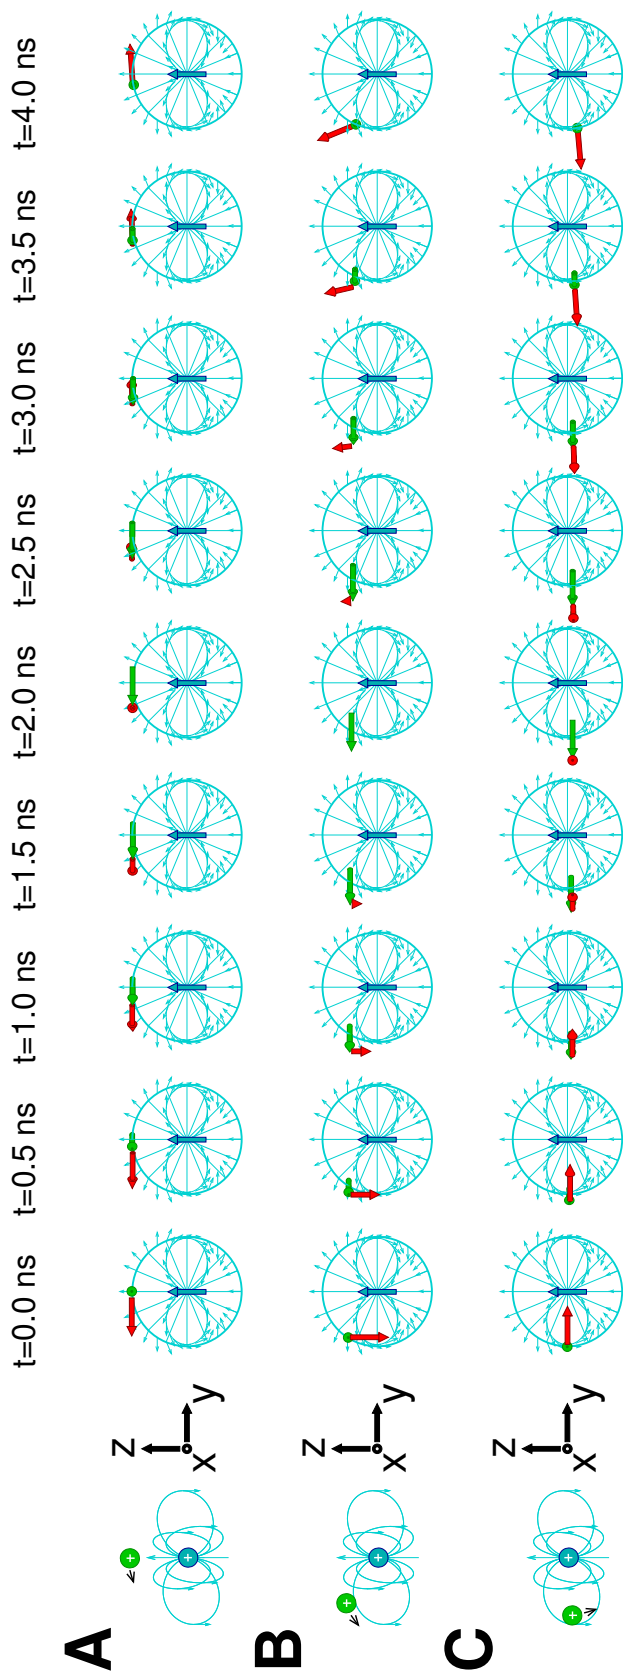 t=0.0 ns t=0.5 ns t=1.0 ns t=1.5 ns t=2.0 ns t=2.5 ns t=3.0 ns t=3.5 ns t=4.0 ns
A
+
+
z
x y
B
+
+
z
x y
C
+
+
z
x y